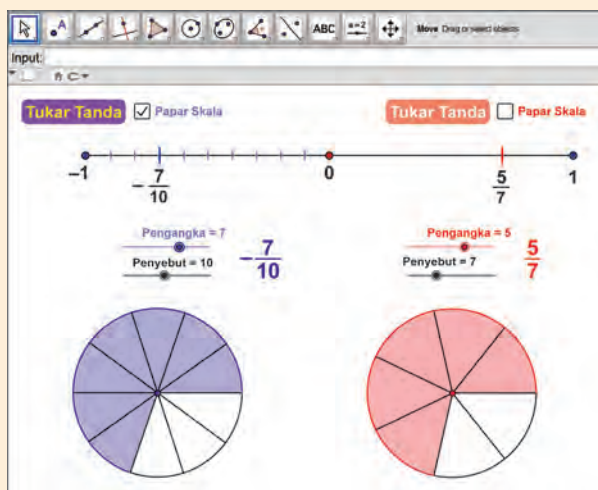 A ABC a=2 Move Drag or select objects
Input:
Tukar Tanda Papar Skala Tukar Tanda Papar Skala
–1 –7/10 0 5/7 1
Pengangka = 7 Pengangka = 5
Penyebut = 10 –7/10 Penyebut = 7 5/7